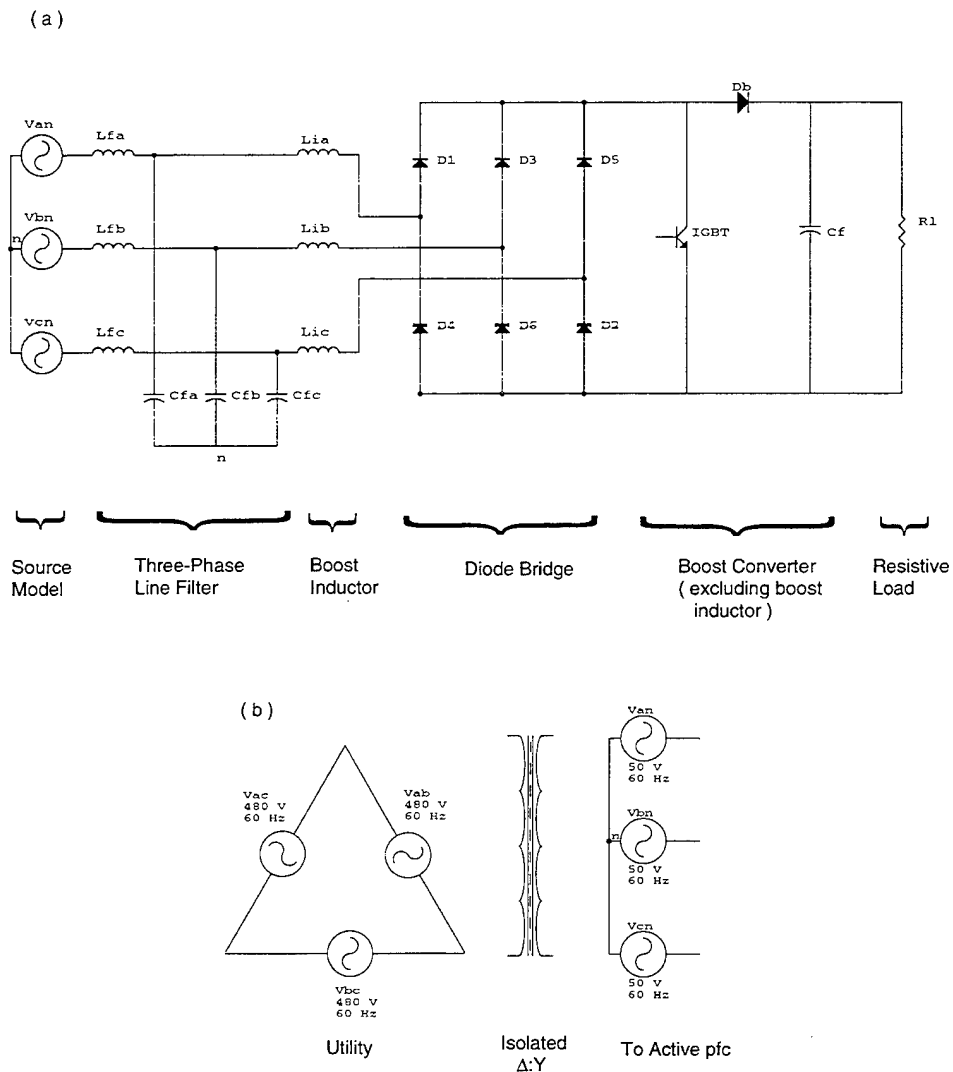 (a)
Van
Lfa
Lia
Db
D1
D3
D5
Vbn
n
Lfb
Lib
IGBT
Cf
Rl
Vcn
Lfc
Lic
D4
D6
D2
Cfa
Cfb
Cfc
n
Source
Model
Three-Phase
Line Filter
Boost
Inductor
Diode Bridge
Boost Converter
( excluding boost
inductor )
Resistive
Load
(b)
Van
50 V
60 Hz
Vac
480 V
60 Hz
Vab
480 V
60 Hz
Vbn
n
50 V
60 Hz
Vcn
50 V
60 Hz
Vbc
480 V
60 Hz
Utility
Isolated
Δ:Y
To Active pfc